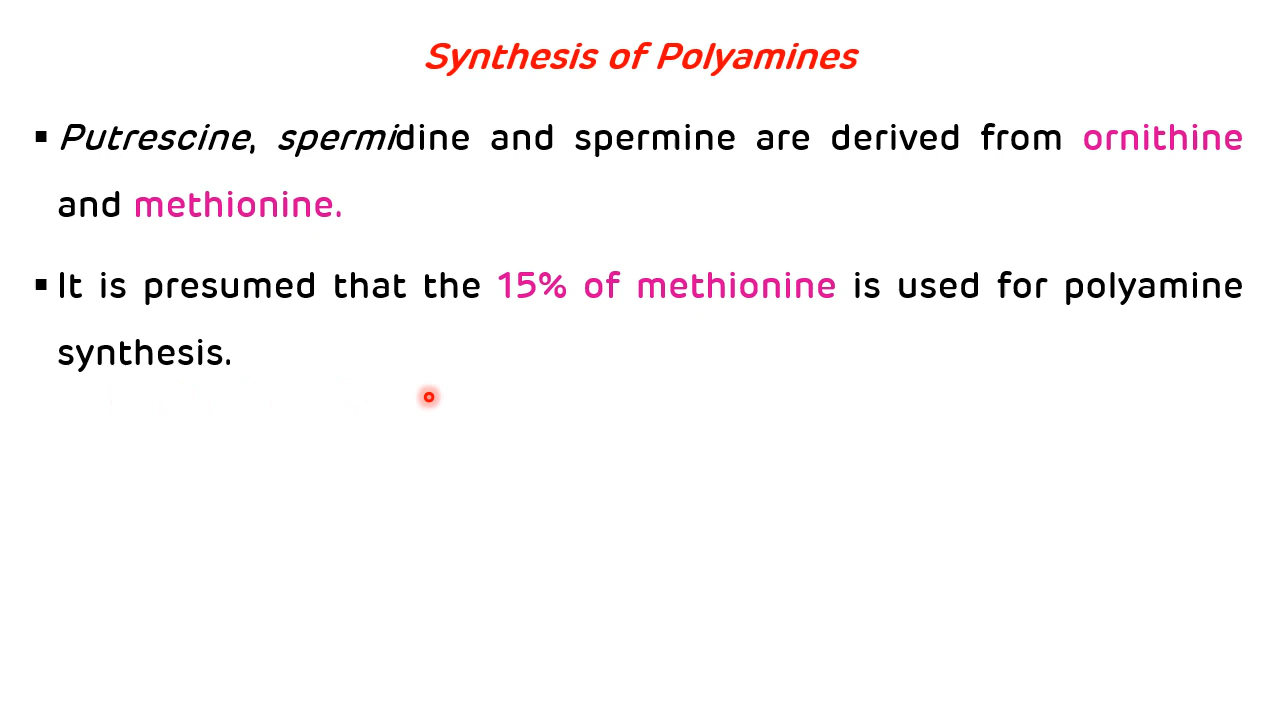 Synthesis of Polyamines
▪ Putrescine, spermidine and spermine are derived from ornithine
and methionine.
▪ It is presumed that the 15% of methionine is used for polyamine
synthesis.